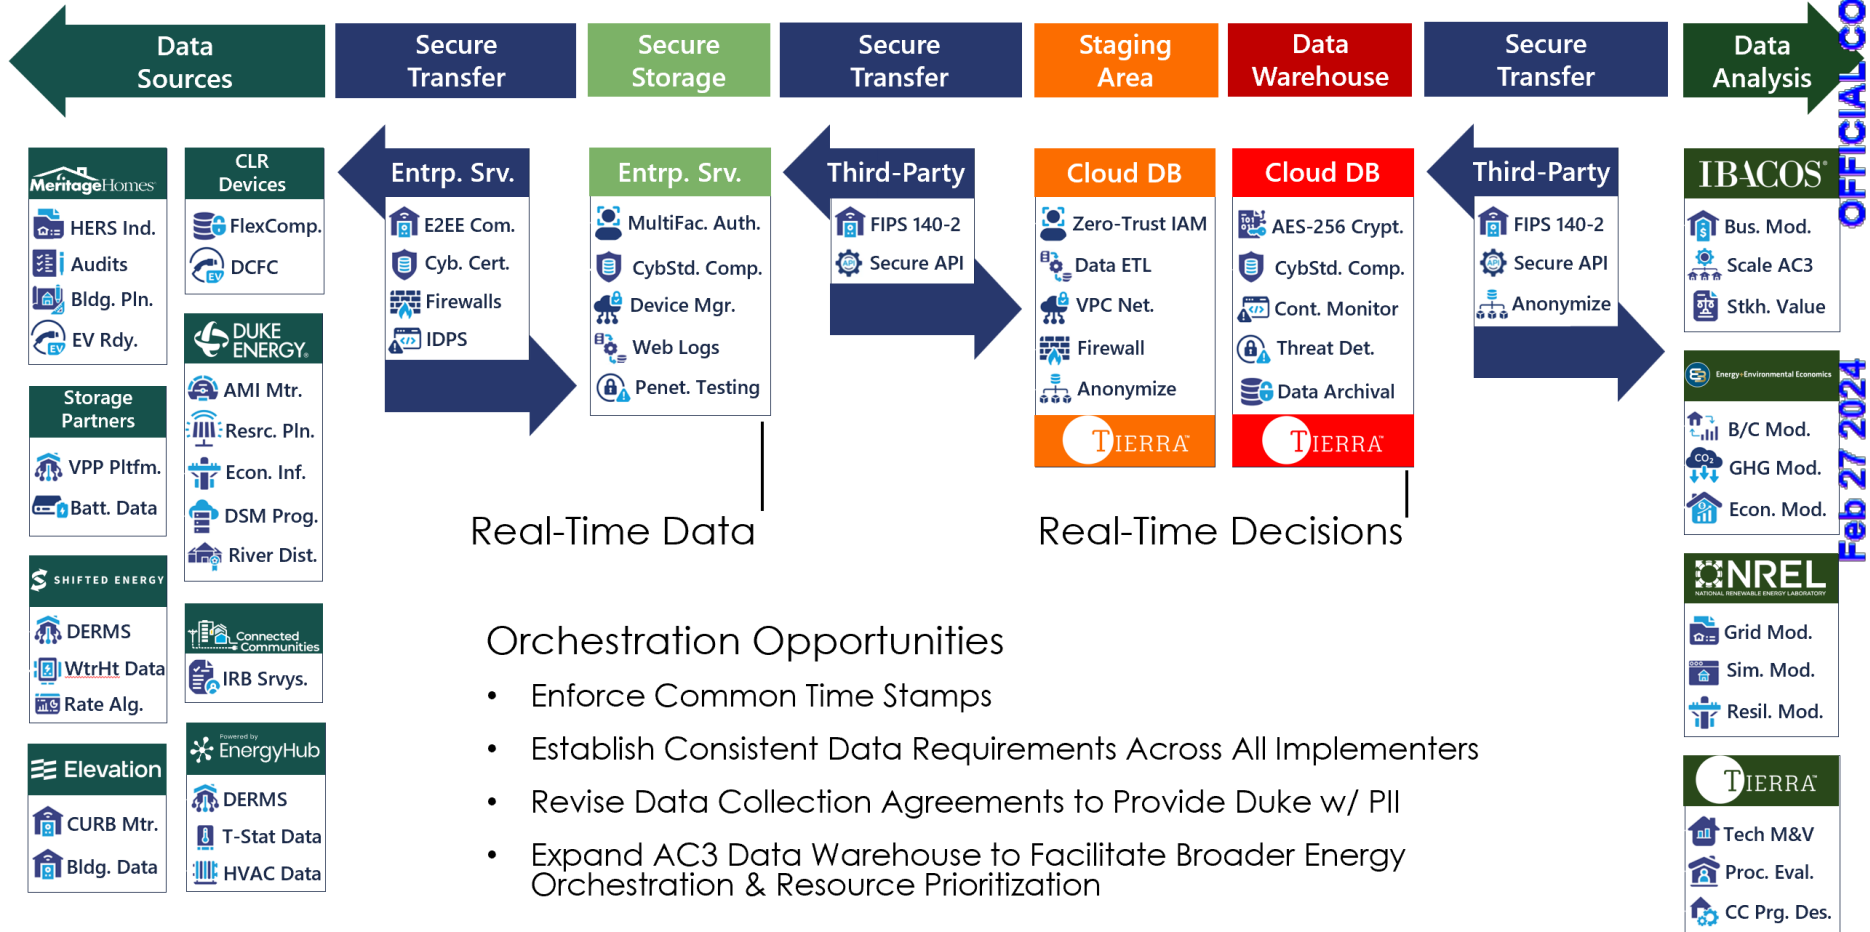 Data
Sources
Secure
Transfer
Secure
Storage
Secure
Transfer
Staging
Area
Data
Warehouse
Secure
Transfer
Data
Analysis
MeritageHomes
HERS Ind.
Audits
Bldg. Pln.
EV Rdy.
EV
Storage
Partners
VPP Pltfm.
Batt. Data
SHIFTED ENERGY
DERMS
WtrHt Data
Rate Alg.
Elevation
CURB Mtr.
Bldg. Data
CLR
Devices
FlexComp.
DCFC
EV
DUKE
ENERGY®
AMI Mtr.
Resrc. Pln.
Econ. Inf.
DSM Prog.
River Dist.
Connected
Communities
IRB Srvys.
Powered by
EnergyHub
DERMS
T-Stat Data
HVAC Data
Entrp. Srv.
E2EE Com.
Cyb. Cert.
Firewalls
IDPS
Entrp. Srv.
MultiFac. Auth.
CybStd. Comp.
Device Mgr.
Web Logs
Penet. Testing
Third-Party
FIPS 140-2
API
Secure API
Cloud DB
Zero-Trust IAM
Data ETL
VPC Net.
Firewall
Anonymize
TIERRA™
Cloud DB
AES-256 Crypt.
CybStd. Comp.
Cont. Monitor
Threat Det.
Data Archival
TIERRA™
Third-Party
FIPS 140-2
API
Secure API
Anonymize
IBACOS®
Bus. Mod.
Scale AC3
Stkh. Value
Energy+Environmental Economics
B/C Mod.
CO2
GHG Mod.
Econ. Mod.
NREL
NATIONAL RENEWABLE ENERGY LABORATORY
Grid Mod.
Sim. Mod.
Resil. Mod.
TIERRA™
Tech M&V
Proc. Eval.
CC Prg. Des.
Real-Time Data
Real-Time Decisions
Orchestration Opportunities
• Enforce Common Time Stamps
• Establish Consistent Data Requirements Across All Implementers
• Revise Data Collection Agreements to Provide Duke w/ PII
• Expand AC3 Data Warehouse to Facilitate Broader Energy
Orchestration & Resource Prioritization
OFFICIAL CO
Feb 27 2024